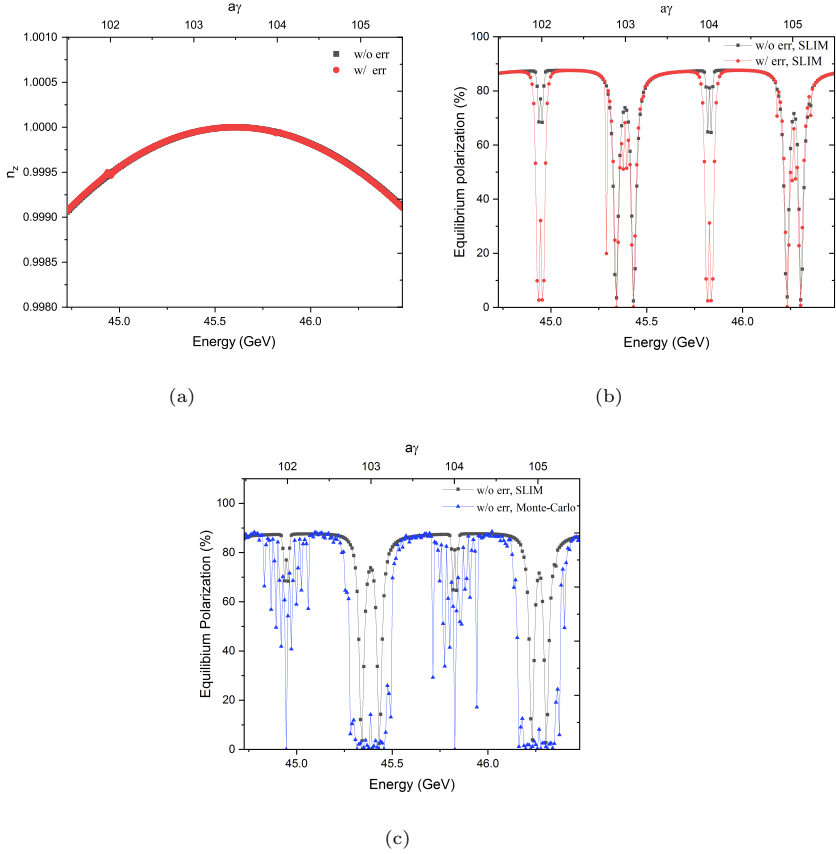 aγ
102 103 104 105
1.0010
1.0005
1.0000
0.9995
0.9990
0.9985
0.9980
n_z
w/o err
w/ err
45.0 45.5 46.0
Energy (GeV)
(a)
aγ
102 103 104 105
100
80
60
40
20
0
Equilibrium polarization (%)
w/o err, SLIM
w/ err, SLIM
45.0 45.5 46.0
Energy (GeV)
(b)
aγ
102 103 104 105
100
80
60
40
20
0
Equilibium Polarization (%)
w/o err, SLIM
w/o err, Monte-Carlo
45.0 45.5 46.0
Energy (GeV)
(c)